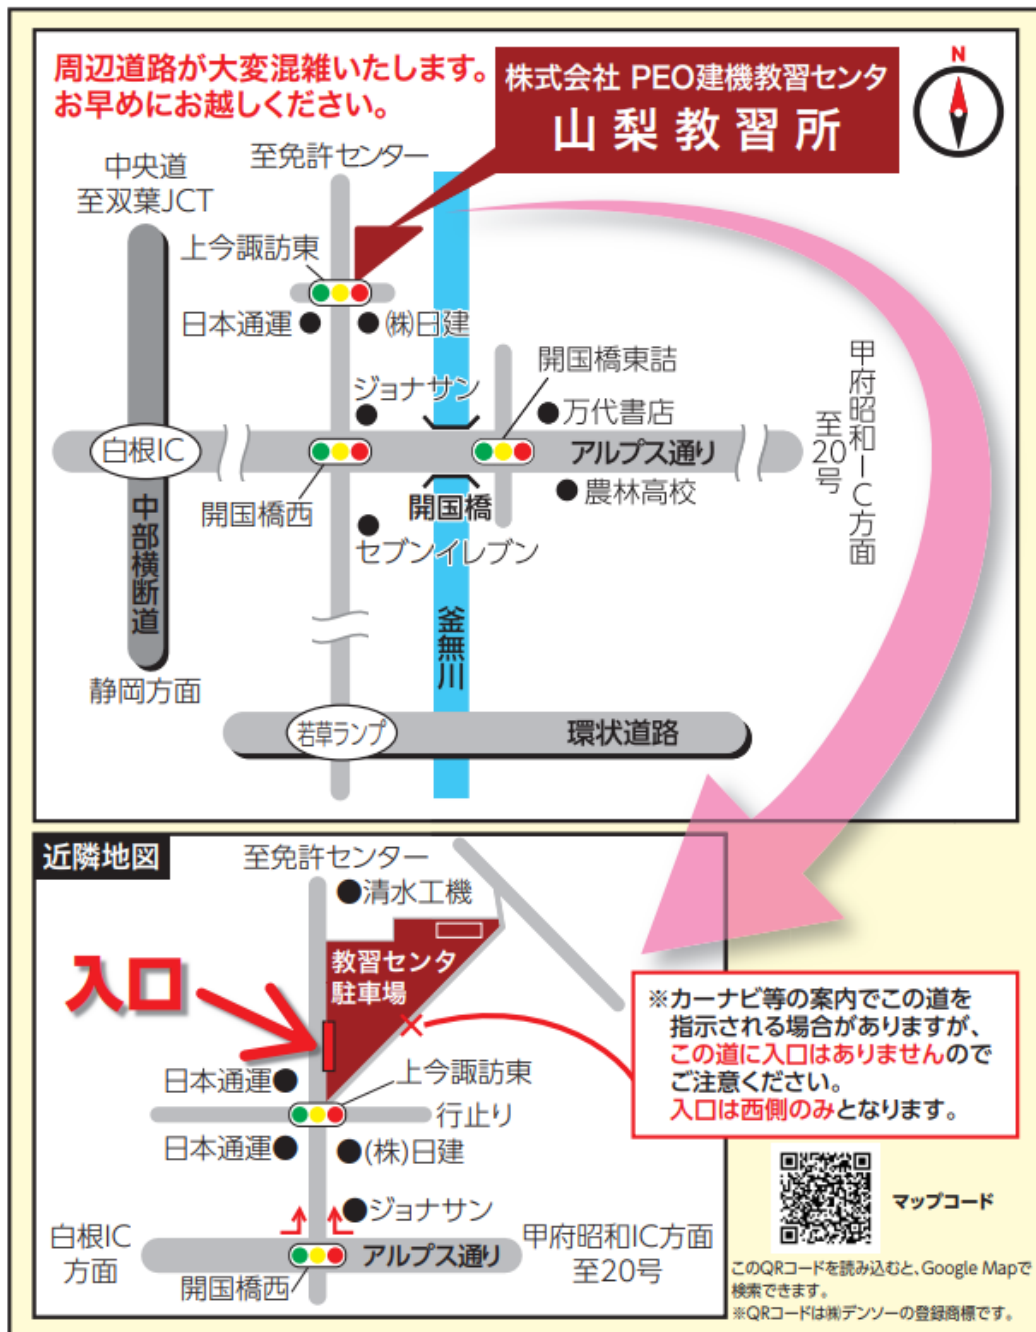 周辺道路が大変混雑いたします。
お早めにお越しください。
株式会社 PEO建機教習センタ
山梨教習所
N
中央道
至双葉JCT
至免許センター
上今諏訪東
日本通運
㈱日建
ジョナサン
開国橋東詰
万代書店
白根IC
アルプス通り
甲府昭和IC方面
至20号
開国橋西
開国橋
農林高校
セブンイレブン
中部横断道
釜無川
静岡方面
若草ランプ
環状道路
近隣地図
至免許センター
清水工機
教習センタ
駐車場
入口
※カーナビ等の案内でこの道を
指示される場合がありますが、
この道に入口はありませんので
ご注意ください。
入口は西側のみとなります。
日本通運
上今諏訪東
行止り
日本通運
(株)日建
ジョナサン
白根IC
方面
アルプス通り
甲府昭和IC方面
至20号
開国橋西
マップコード
このQRコードを読み込むと、Google Mapで
検索できます。
※QRコードは㈱デンソーの登録商標です。